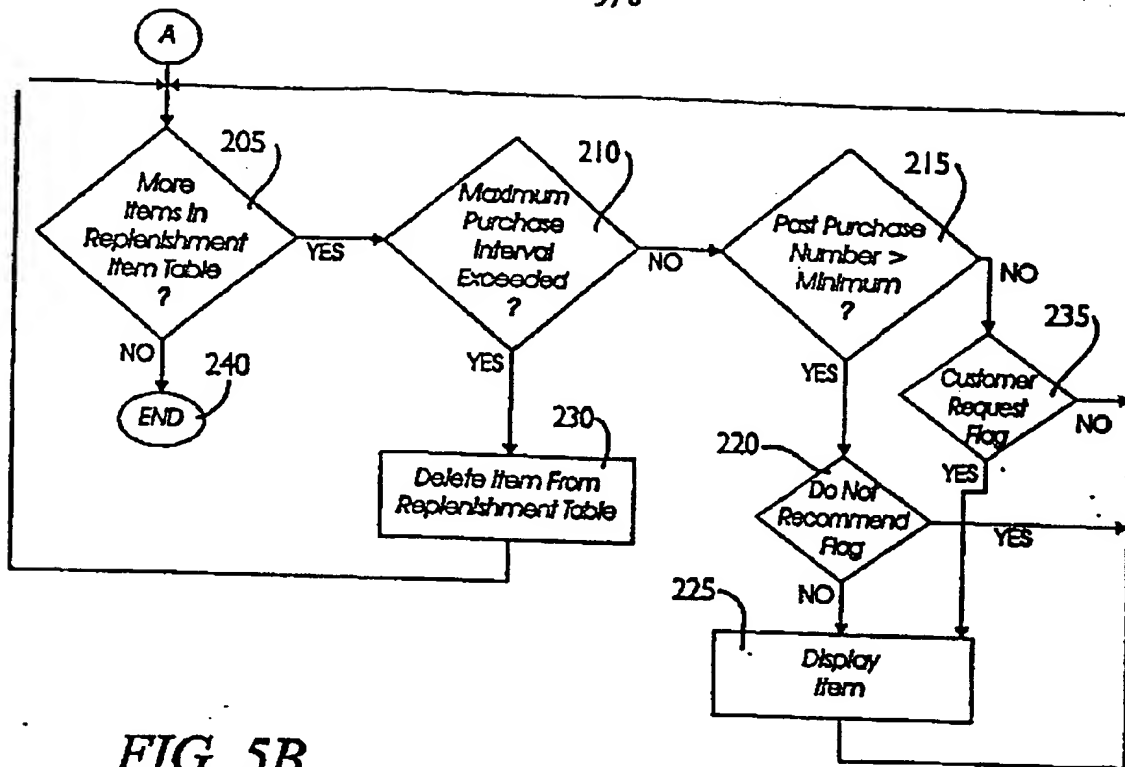 A
More
Items In
Replenishment
Item Table
?
205
YES
NO
END
240
Maximum
Purchase
Interval
Exceeded
?
210
NO
YES
230
Delete Item From
Replenishment Table
Past Purchase
Number >
Minimum
?
215
NO
YES
235
Customer
Request
Flag
NO
YES
220
Do Not
Recommend
Flag
YES
NO
225
Display
Item
FIG. 5B